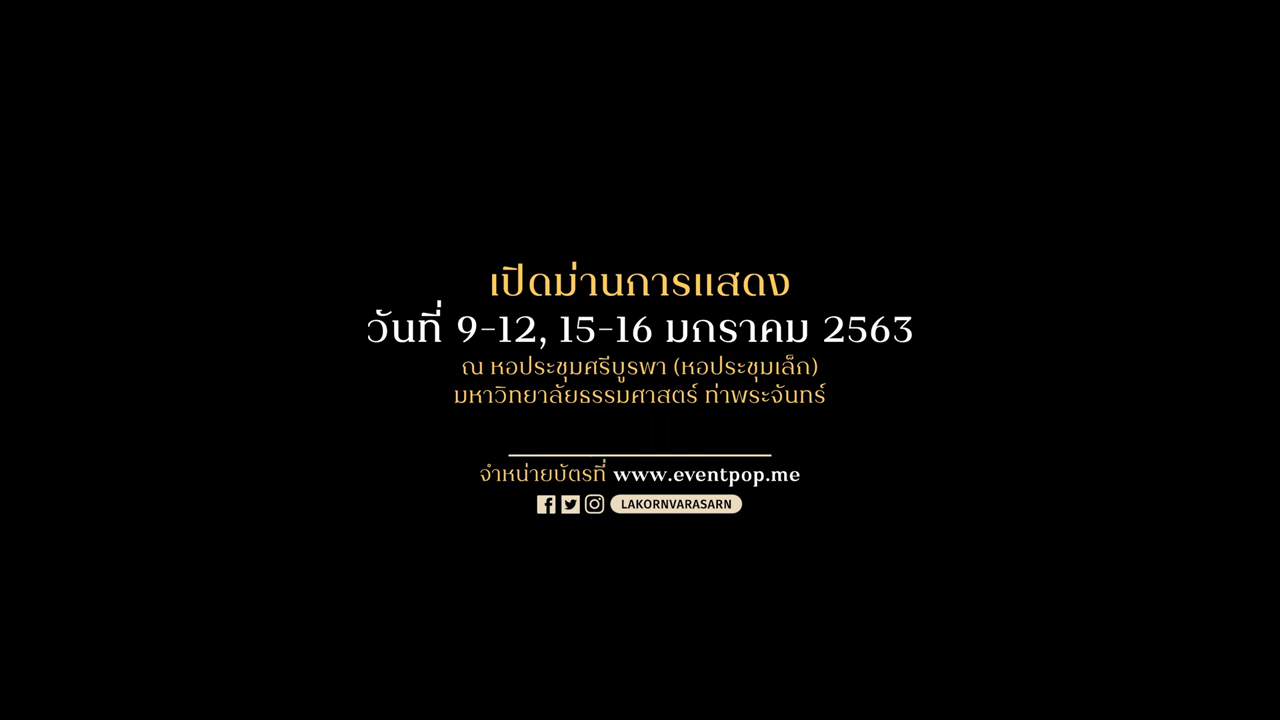 เปิดม่านการแสดง
วันที่ 9-12, 15-16 มกราคม 2563
ณ หอประชุมศรีบูรพา (หอประชุมเล็ก)
มหาวิทยาลัยธรรมศาสตร์ ท่าพระจันทร์
จำหน่ายบัตรที่ www.eventpop.me
LAKORNVARASARN